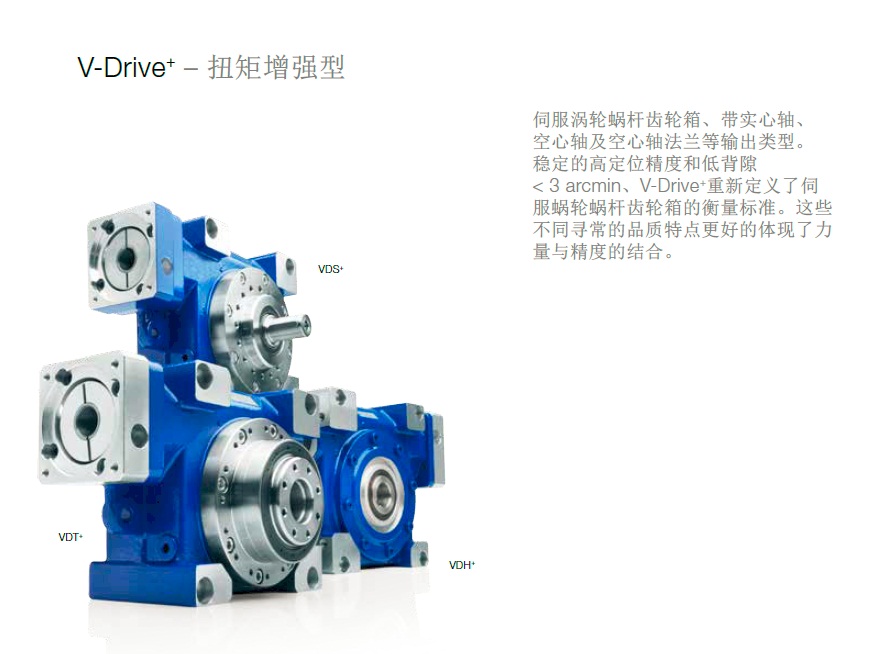 V-Drive⁺ – 扭矩增强型
伺服涡轮蜗杆齿轮箱、带实心轴、
空心轴及空心轴法兰等输出类型。
稳定的高定位精度和低背隙
< 3 arcmin、V-Drive⁺重新定义了伺
服蜗轮蜗杆齿轮箱的衡量标准。这些
不同寻常的品质特点更好的体现了力
量与精度的结合。
VDS⁺
VDT⁺
VDH⁺